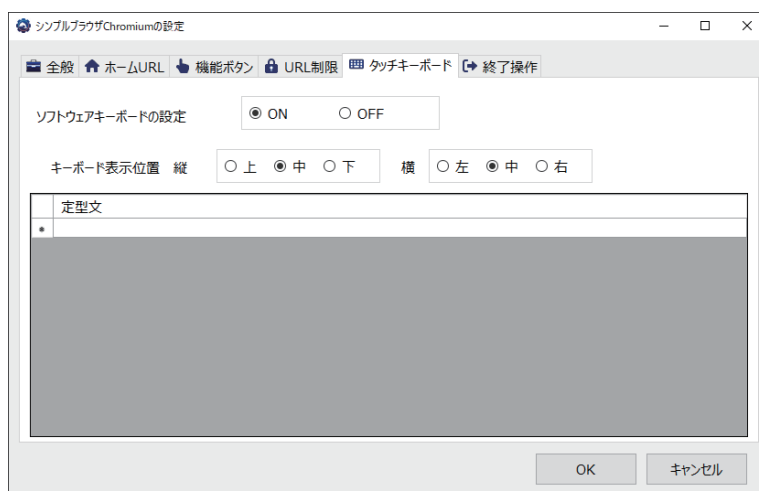 シンプルブラウザChromiumの設定
全般 ホームURL 機能ボタン URL制限 タッチキーボード 終了操作
ソフトウェアキーボードの設定 ON OFF
キーボード表示位置 縦 上 中 下 横 左 中 右
定型文
OK キャンセル